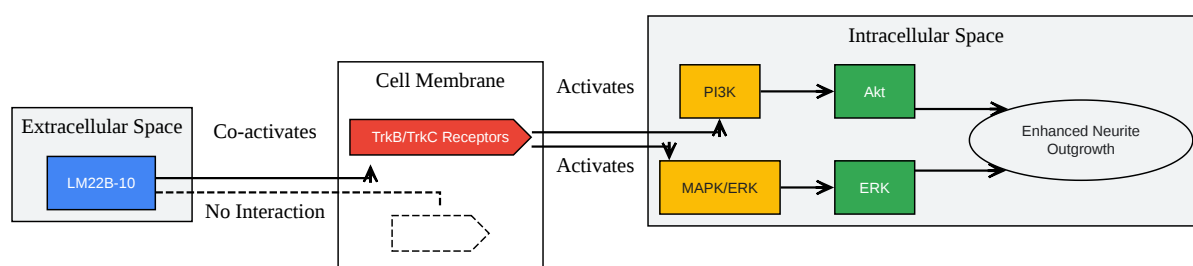 Extracellular Space
LM22B-10
Co-activates
No Interaction
Cell Membrane
TrkB/TrkC Receptors
Activates
Activates
Intracellular Space
PI3K
Akt
MAPK/ERK
ERK
Enhanced Neurite
Outgrowth